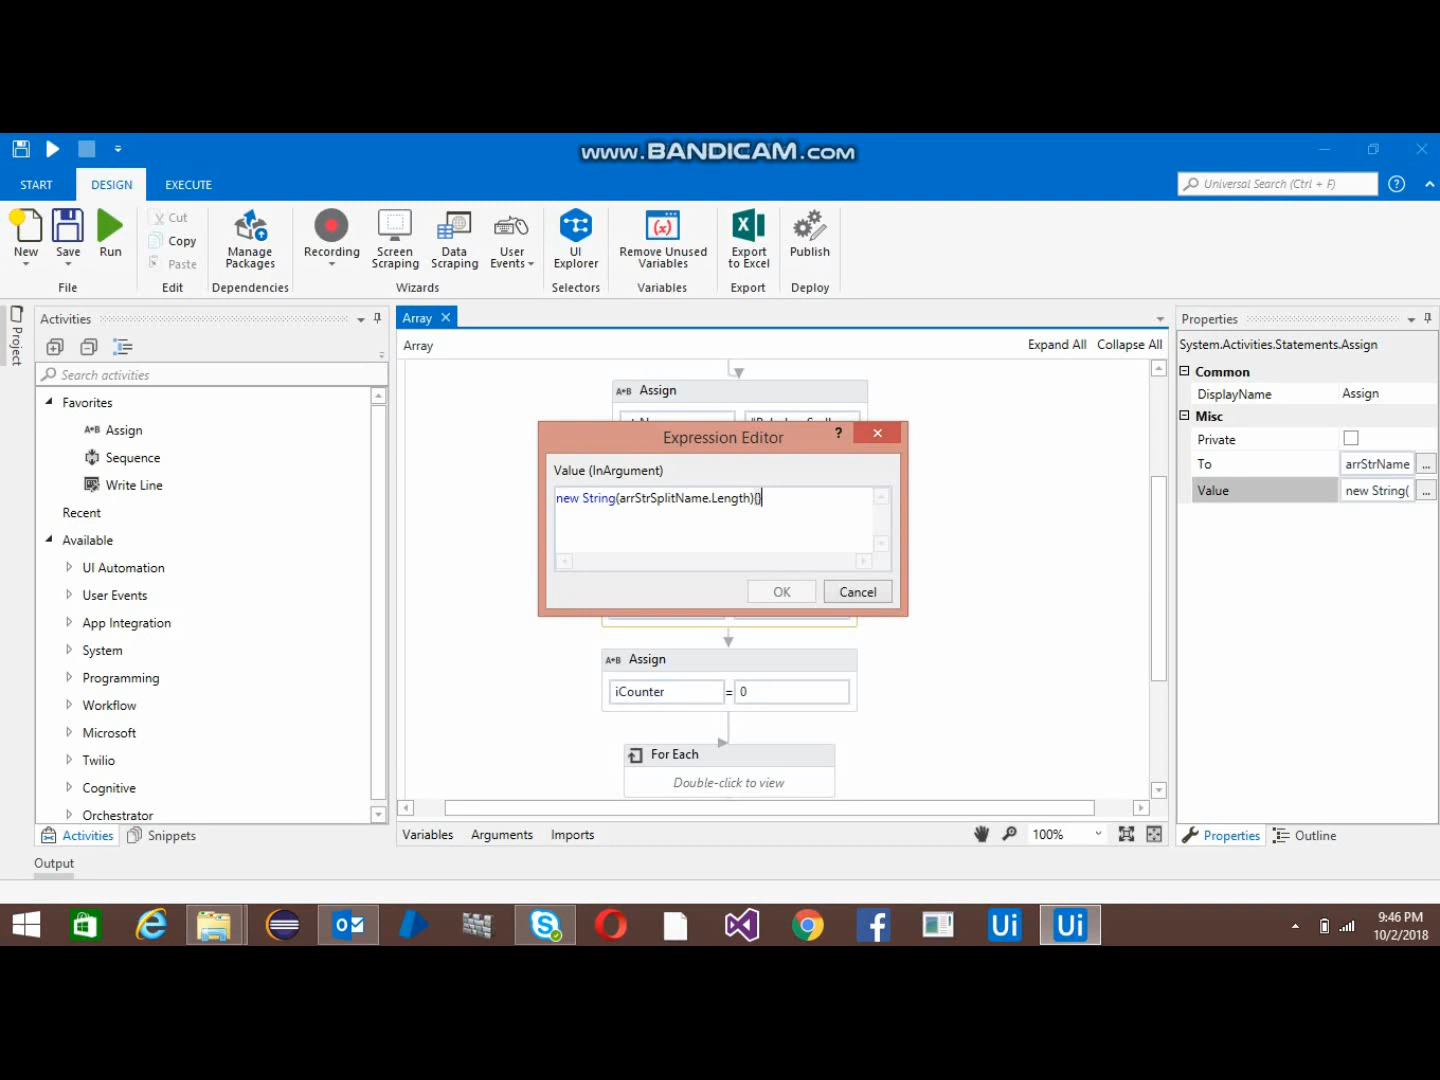 www.BANDICAM.com
START
DESIGN
EXECUTE
Universal Search (Ctrl + F)
New
Save
Run
Cut
Copy
Paste
Manage
Packages
Recording
Screen
Scraping
Data
Scraping
User
Events
UI
Explorer
Remove Unused
Variables
Export
to Excel
Publish
File
Edit
Dependencies
Wizards
Selectors
Variables
Export
Deploy
Project
Activities
Search activities
Favorites
Assign
Sequence
Write Line
Recent
Available
UI Automation
User Events
App Integration
System
Programming
Workflow
Microsoft
Twilio
Cognitive
Orchestrator
Activities
Snippets
Output
Array
Array
Expand All
Collapse All
A+B Assign
Expression Editor
?
Value (InArgument)
new String(arrStrSplitName.Length){}
OK
Cancel
A+B Assign
iCounter = 0
For Each
Double-click to view
Variables
Arguments
Imports
100%
Properties
System.Activities.Statements.Assign
Common
DisplayName Assign
Misc
Private
To arrStrName ...
Value new String( ...
Properties
Outline
Ui
Ui
9:46 PM
10/2/2018